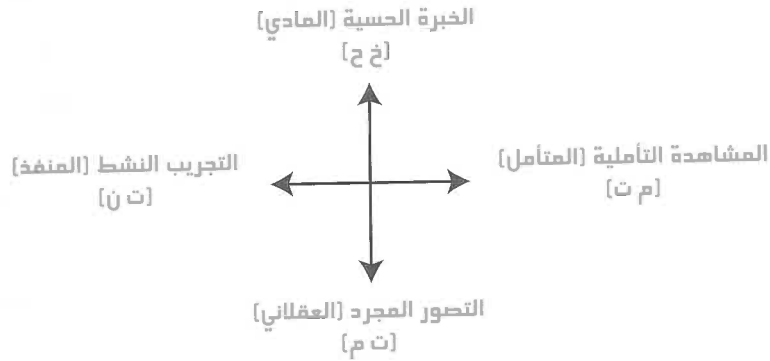 الخبرة الحسية (المادي)
(خ ح)
المشاهدة التأملية (المتأمل)
(م ت)
التجريب النشط (المنفذ)
(ت ن)
التصور المجرد (العقلاني)
(ت م)